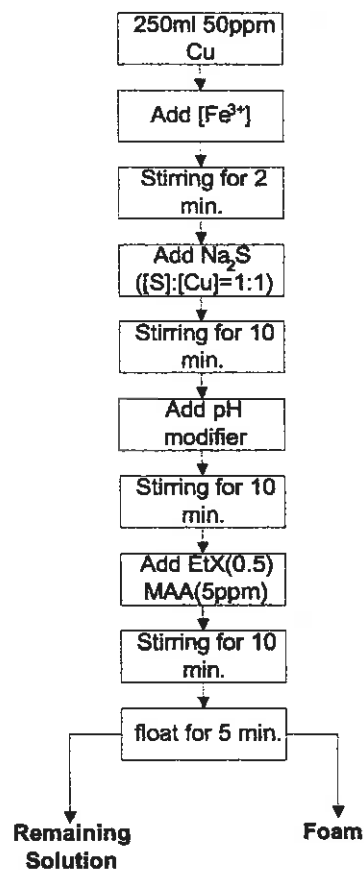 250ml 50ppm
Cu
Add [Fe³⁺]
Stirring for 2
min.
Add Na₂S
([S]:[Cu]=1:1)
Stirring for 10
min.
Add pH
modifier
Stirring for 10
min.
Add EtX(0.5)
MAA(5ppm)
Stirring for 10
min.
float for 5 min.
Remaining
Solution
Foam